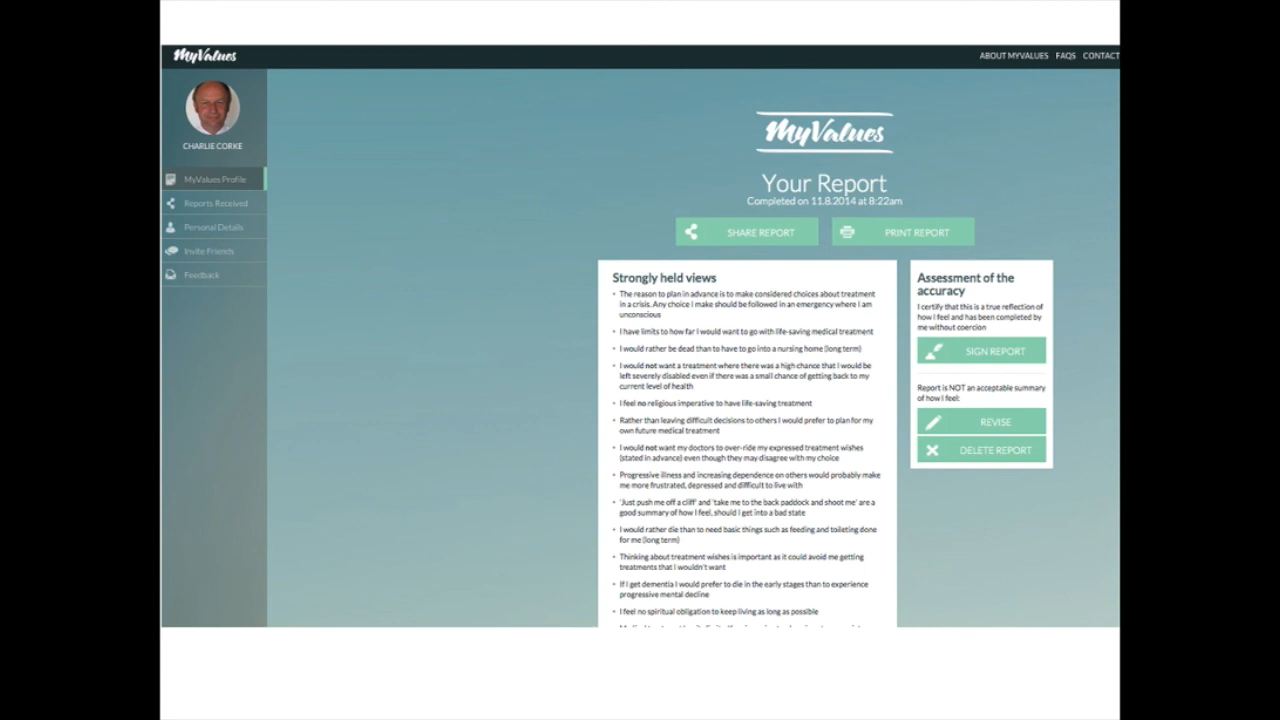 MyValues
ABOUT MYVALUES FAQS CONTACT
CHARLIE CORKE
MyValues Profile
Reports Received
Personal Details
Invite Friends
Feedback
MyValues
Your Report
Completed on 11.8.2014 at 8:22am
SHARE REPORT
PRINT REPORT
Strongly held views
• The reason to plan in advance is to make considered choices about treatment
in a crisis. Any choice I make should be followed in an emergency where I am
unconscious
• I have limits to how far I would want to go with life-saving medical treatment
• I would rather be dead than to have to go into a nursing home (long term)
• I would not want a treatment where there was a high chance that I would be
left severely disabled even if there was a small chance of getting back to my
current level of health
• I feel no religious imperative to have life-saving treatment
• Rather than leaving difficult decisions to others I would prefer to plan for my
own future medical treatment
• I would not want my doctors to over-ride my expressed treatment wishes
(stated in advance) even though they may disagree with my choice
• Progressive illness and increasing dependence on others would probably make
me more frustrated, depressed and difficult to live with
• 'Just push me off a cliff' and 'take me to the back paddock and shoot me' are a
good summary of how I feel, should I get into a bad state
• I would rather die than to need basic things such as feeding and toileting done
for me (long term)
• Thinking about treatment wishes is important as it could avoid me getting
treatments that I wouldn't want
• If I get dementia I would prefer to die in the early stages than to experience
progressive mental decline
• I feel no spiritual obligation to keep living as long as possible
Assessment of the
accuracy
I certify that this is a true reflection of
how I feel and has been completed by
me without coercion
SIGN REPORT
Report is NOT an acceptable summary
of how I feel:
REVISE
DELETE REPORT